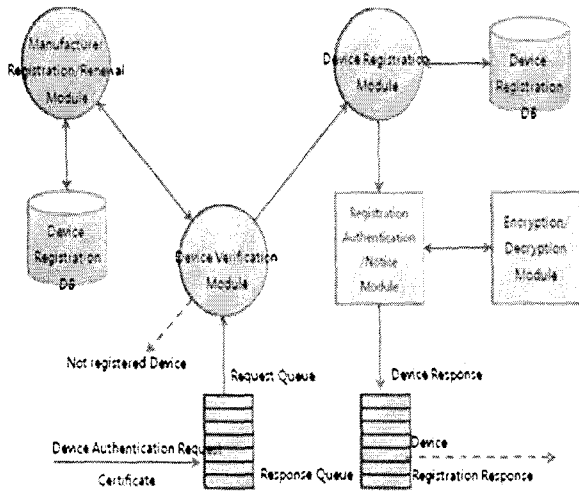 Manufacturer
Registration/Renewal
Module
Device Registration
Module
Device
Registration
DB
Device
Registration
DB
Device Verification
Module
Registration
Authentication
/Notice
Module
Encryption/
Decryption
Module
Not registered Device
Request Queue
Device Response
Device Authentication Request
Certificate
Response Queue
Device
Registration Response